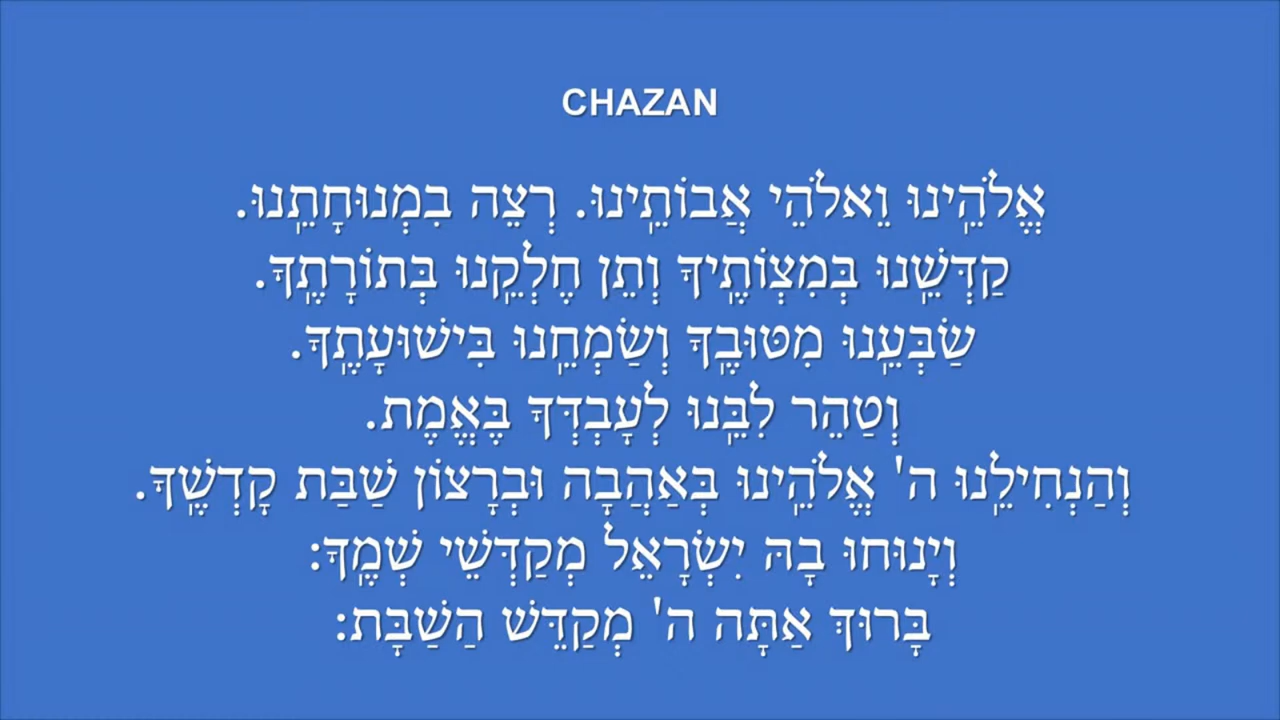 CHAZAN
אֱלֹהֵֽינוּ וֵאלֹהֵי אֲבוֹתֵֽינוּ. רְצֵה בִמְנוּחָתֵֽנוּ.
קַדְּשֵֽׁנוּ בְּמִצְוֹתֶֽיךָ וְתֵן חֶלְקֵֽנוּ בְּתוֹרָתֶֽךָ.
שַׂבְּעֵֽנוּ מִטּוּבֶֽךָ וְשַׂמְּחֵֽנוּ בִּישׁוּעָתֶֽךָ.
וְטַהֵר לִבֵּֽנוּ לְעָבְדְּךָ בֶּאֱמֶת.
וְהַנְחִילֵֽנוּ ה' אֱלֹהֵֽינוּ בְּאַהֲבָה וּבְרָצוֹן שַׁבַּת קָדְשֶֽׁךָ.
וְיָנוּחוּ בָהּ יִשְׂרָאֵל מְקַדְּשֵׁי שְׁמֶֽךָ:
בָּרוּךְ אַתָּה ה' מְקַדֵּשׁ הַשַׁבָּת: